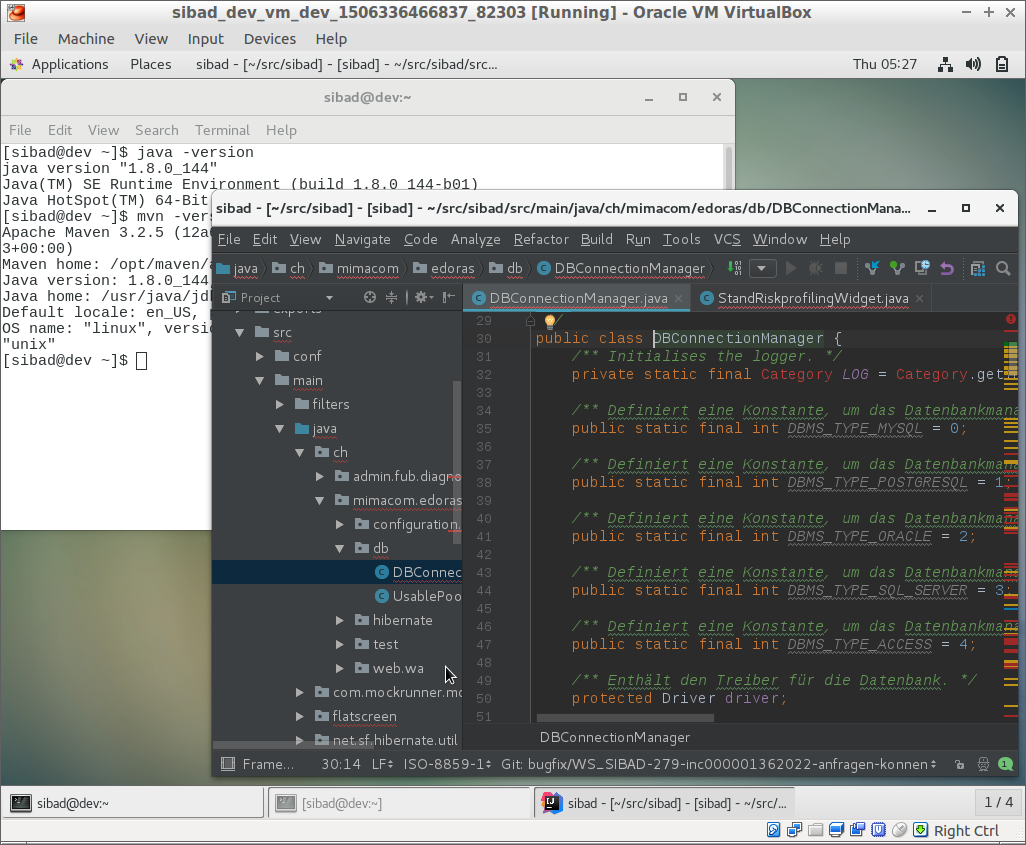 sibad_dev_vm_dev_1506336466837_82303 [Running] - Oracle VM VirtualBox
File Machine View Input Devices Help
Applications Places sibad - [~/src/sibad] - [sibad] - ~/src/sibad/src... Thu 05:27
sibad@dev:~
File Edit View Search Terminal Help
[sibad@dev ~]$ java -version
java version "1.8.0_144"
Java(TM) SE Runtime Environment (build 1.8.0_144-b01)
Java HotSpot(TM) 64-Bit
[sibad@dev ~]$ mvn -vers
Apache Maven 3.2.5 (12a
3+00:00)
Maven home: /opt/maven/
Java version: 1.8.0_144
Java home: /usr/java/jd
Default locale: en_US,
OS name: "linux", versio
"unix"
[sibad@dev ~]$
sibad - [~/src/sibad] - [sibad] - ~/src/sibad/src/main/java/ch/mimacom/edoras/db/DBConnectionMana...
File Edit View Navigate Code Analyze Refactor Build Run Tools VCS Window Help
java ch mimacom edoras db DBConnectionManager
Project
exports
src
conf
main
filters
java
ch
admin.fub.diagno
mimacom.edoras
configuration.
db
DBConnec
UsablePoo
hibernate
test
web.wa
com.mockrunner.mo
flatscreen
net.sf.hibernate.util
DBConnectionManager.java StandRiskprofilingWidget.java
29 */
30 public class DBConnectionManager {
31 /** Initialises the logger. */
32 private static final Category LOG = Category.get
33
34 /** Definiert eine Konstante, um das Datenbankmana
35 public static final int DBMS_TYPE_MYSQL = 0;
36
37 /** Definiert eine Konstante, um das Datenbankmana
38 public static final int DBMS_TYPE_POSTGRESQL = 1;
39
40 /** Definiert eine Konstante, um das Datenbankmana
41 public static final int DBMS_TYPE_ORACLE = 2;
42
43 /** Definiert eine Konstante, um das Datenbankmana
44 public static final int DBMS_TYPE_SQL_SERVER = 3;
45
46 /** Definiert eine Konstante, um das Datenbankmana
47 public static final int DBMS_TYPE_ACCESS = 4;
48
49 /** Enthält den Treiber für die Datenbank. */
50 protected Driver driver;
51
DBConnectionManager
Frame... 30:14 LF ISO-8859-1 Git: bugfix/WS_SIBAD-279-inc000001362022-anfragen-konnen 1
sibad@dev:~ [sibad@dev:~] sibad - [~/src/sibad] - [sibad] - ~/src/... 1 / 4
Right Ctrl